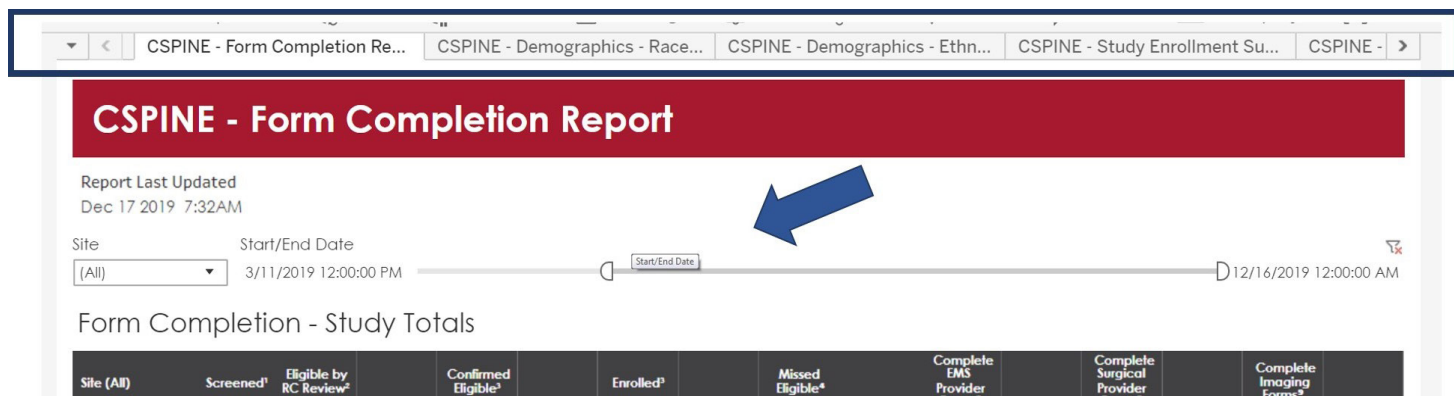 CSPINE - Form Completion Re... CSPINE - Demographics - Race... CSPINE - Demographics - Ethn... CSPINE - Study Enrollment Su... CSPINE -
CSPINE - Form Completion Report
Report Last Updated
Dec 17 2019 7:32AM
Site Start/End Date
(All) 3/11/2019 12:00:00 PM Start/End Date 12/16/2019 12:00:00 AM
Form Completion - Study Totals
Site (All) Screened¹ Eligible by RC Review² Confirmed Eligible³ Enrolled³ Missed Eligible⁴ Complete EMS Provider Complete Surgical Provider Complete Imaging Forms⁵